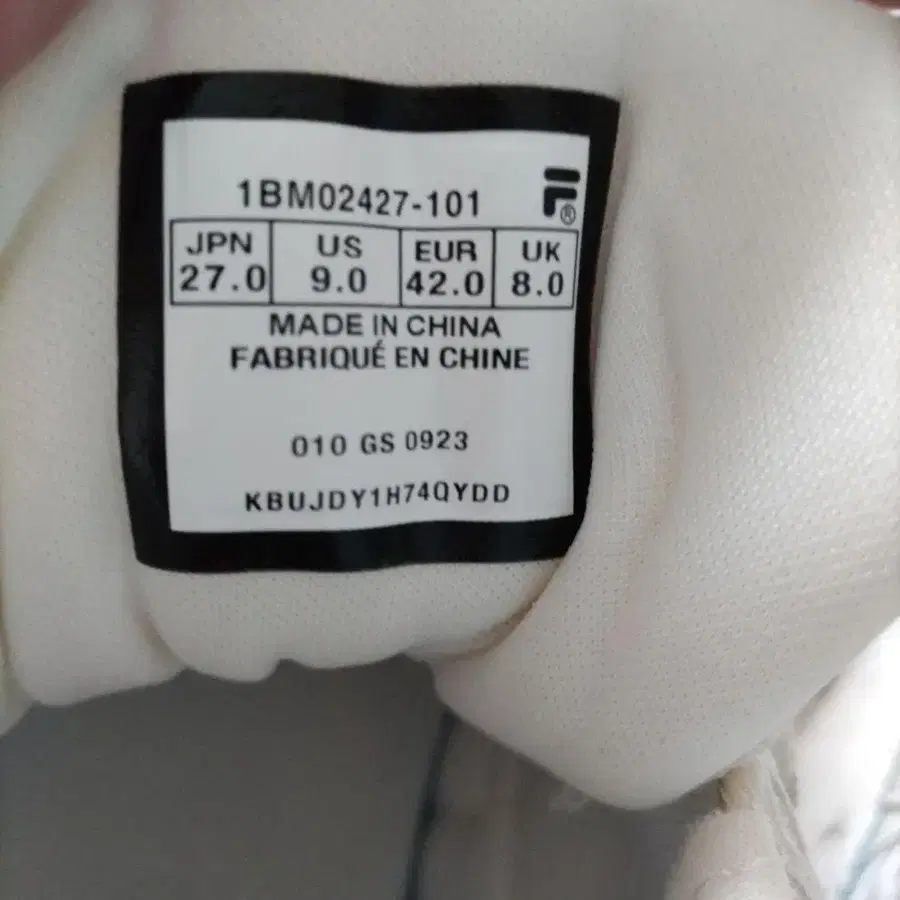 1BM02427-101
®
JPN US EUR UK
27.0 9.0 42.0 8.0
MADE IN CHINA
FABRIQUÉ EN CHINE
010 GS 0923
KBUJDY1H74QYDD